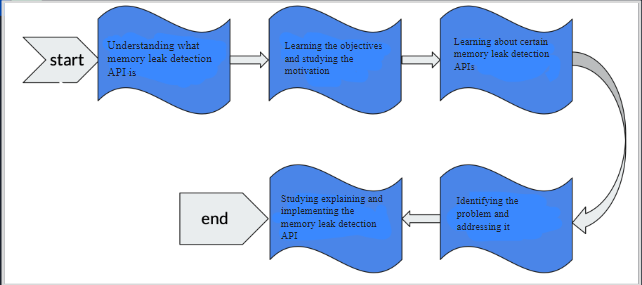 start
Understanding what
memory leak detection
API is
Learning the objectives
and studying the
motivation
Learning about certain
memory leak detection
APIs
Identifying the
problem and
addressing it
Studying explaining and
implementing the
memory leak detection
API
end